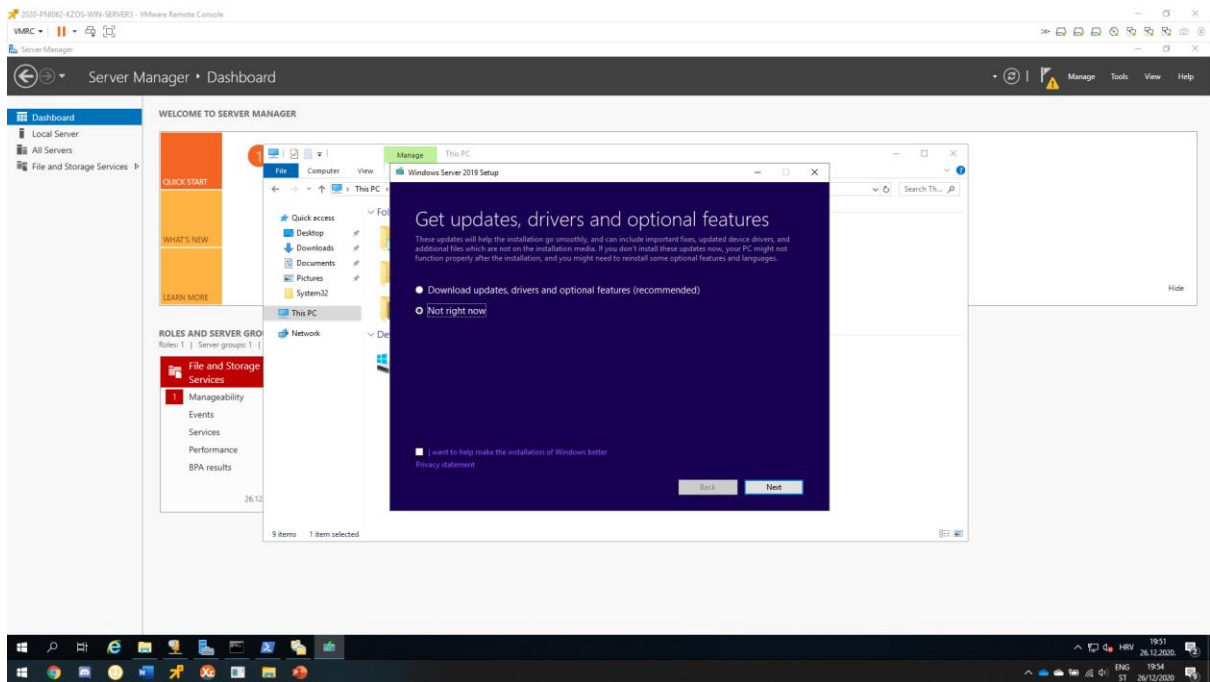 2020-PNI062-KZOS-WIN-SERVER3 - VMware Remote Console
VMRC
Server Manager
Server Manager • Dashboard
Manage Tools View Help
Dashboard
Local Server
All Servers
File and Storage Services
WELCOME TO SERVER MANAGER
1
QUICK START
WHAT'S NEW
LEARN MORE
Hide
ROLES AND SERVER GRO
Roles: 1 | Server groups: 1 |
File and Storage
Services
1 Manageability
Events
Services
Performance
BPA results
26.12
Manage This PC
File Computer View
This PC
Search Th...
Quick access
Desktop
Downloads
Documents
Pictures
System32
This PC
Network
Fol
De
9 items 1 item selected
Windows Server 2019 Setup
Get updates, drivers and optional features
These updates will help the installation go smoothly, and can include important fixes, updated device drivers, and
additional files which are not on the installation media. If you don't install these updates now, your PC might not
function properly after the installation, and you might need to reinstall some optional features and languages.
Download updates, drivers and optional features (recommended)
Not right now
I want to help make the installation of Windows better
Privacy statement
Back Next
HRV 19:51
26.12.2020.
ENG 19:54
ST 26/12/2020